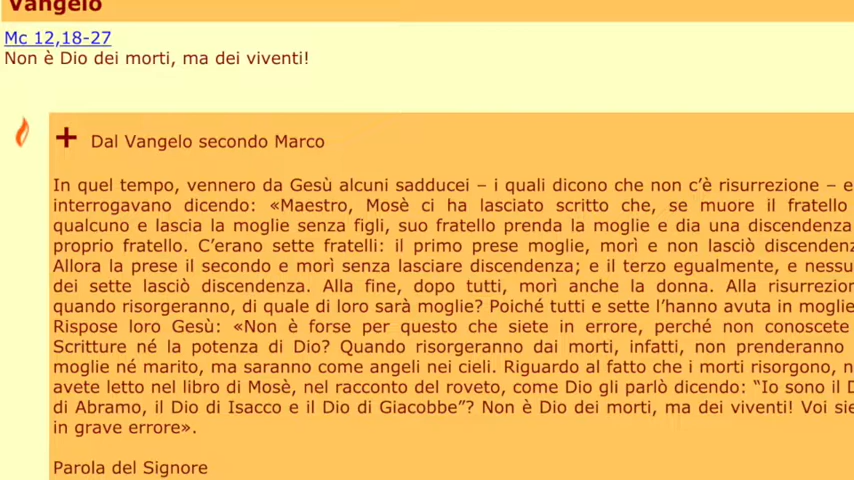 Vangelo
Mc 12,18-27
Non è Dio dei morti, ma dei viventi!
+ Dal Vangelo secondo Marco
In quel tempo, vennero da Gesù alcuni sadducei – i quali dicono che non c’è risurrezione – e
interrogavano dicendo: «Maestro, Mosè ci ha lasciato scritto che, se muore il fratello
qualcuno e lascia la moglie senza figli, suo fratello prenda la moglie e dia una discendenza
proprio fratello. C’erano sette fratelli: il primo prese moglie, morì e non lasciò discendenz
Allora la prese il secondo e morì senza lasciare discendenza; e il terzo egualmente, e nessu
dei sette lasciò discendenza. Alla fine, dopo tutti, morì anche la donna. Alla risurrezion
quando risorgeranno, di quale di loro sarà moglie? Poiché tutti e sette l’hanno avuta in moglie
Rispose loro Gesù: «Non è forse per questo che siete in errore, perché non conoscete
Scritture né la potenza di Dio? Quando risorgeranno dai morti, infatti, non prenderanno
moglie né marito, ma saranno come angeli nei cieli. Riguardo al fatto che i morti risorgono, n
avete letto nel libro di Mosè, nel racconto del roveto, come Dio gli parlò dicendo: “Io sono il D
di Abramo, il Dio di Isacco e il Dio di Giacobbe”? Non è Dio dei morti, ma dei viventi! Voi sie
in grave errore».
Parola del Signore